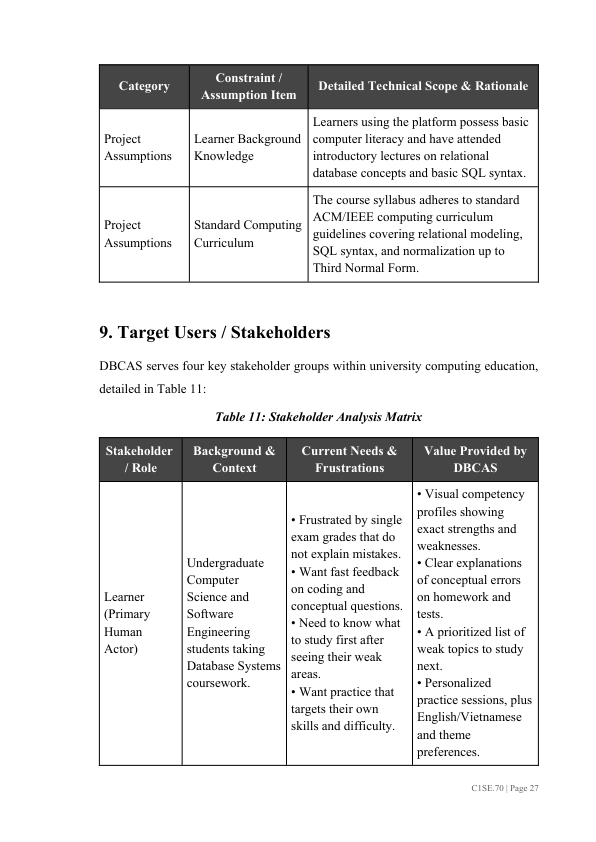 Category
Constraint /
Assumption Item
Detailed Technical Scope & Rationale
Project
Assumptions
Learner Background
Knowledge
Learners using the platform possess basic
computer literacy and have attended
introductory lectures on relational
database concepts and basic SQL syntax.
Project
Assumptions
Standard Computing
Curriculum
The course syllabus adheres to standard
ACM/IEEE computing curriculum
guidelines covering relational modeling,
SQL syntax, and normalization up to
Third Normal Form.
9. Target Users / Stakeholders
DBCAS serves four key stakeholder groups within university computing education,
detailed in Table 11:
Table 11: Stakeholder Analysis Matrix
Stakeholder
/ Role
Background &
Context
Current Needs &
Frustrations
Value Provided by
DBCAS
Learner
(Primary
Human
Actor)
Undergraduate
Computer
Science and
Software
Engineering
students taking
Database Systems
coursework.
• Frustrated by single
exam grades that do
not explain mistakes.
• Want fast feedback
on coding and
conceptual questions.
• Need to know what
to study first after
seeing their weak
areas.
• Want practice that
targets their own
skills and difficulty.
• Visual competency
profiles showing
exact strengths and
weaknesses.
• Clear explanations
of conceptual errors
on homework and
tests.
• A prioritized list of
weak topics to study
next.
• Personalized
practice sessions, plus
English/Vietnamese
and theme
preferences.
C1SE.70 | Page 27